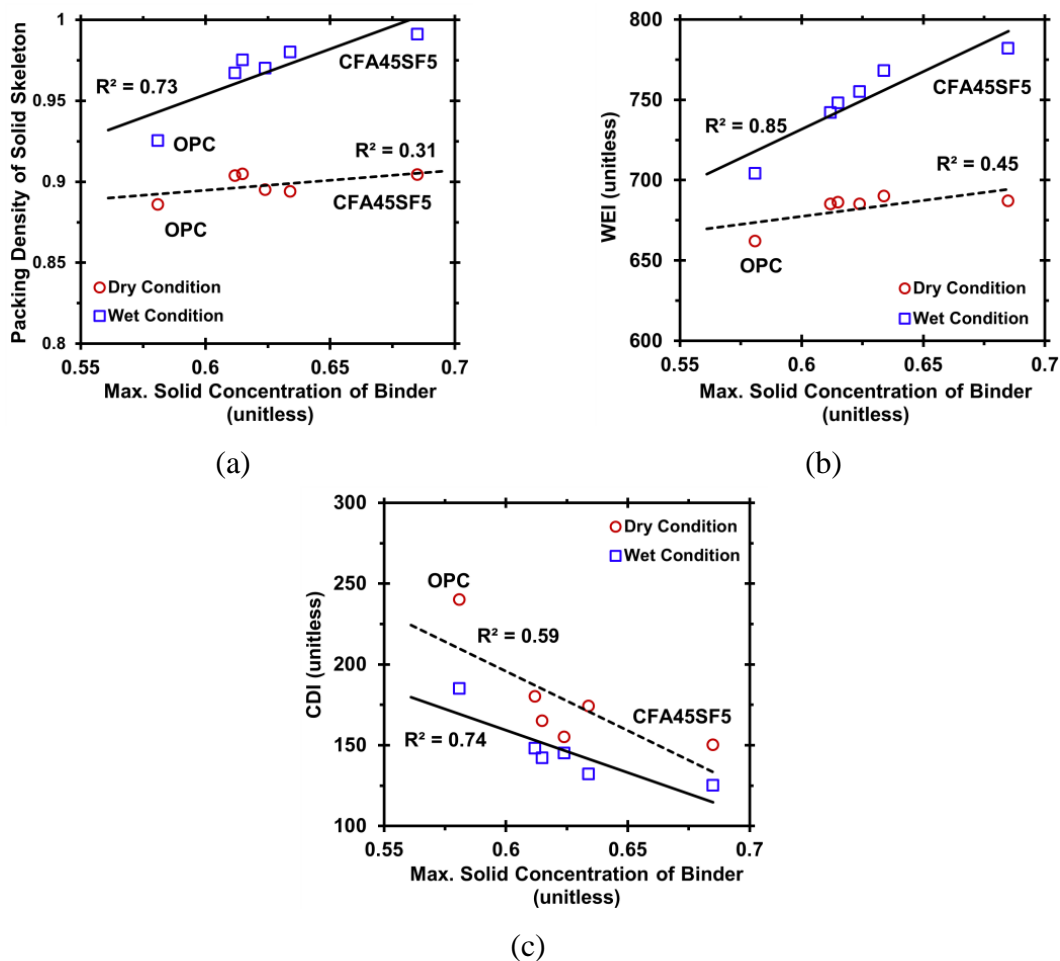 Packing Density of Solid Skeleton
1
0.95
0.9
0.85
0.8
R² = 0.73
CFA45SF5
OPC
R² = 0.31
CFA45SF5
OPC
Dry Condition
Wet Condition
0.55
0.6
0.65
0.7
Max. Solid Concentration of Binder
(unitless)
(a)
WEI (unitless)
800
750
700
650
600
R² = 0.85
CFA45SF5
R² = 0.45
OPC
Dry Condition
Wet Condition
0.55
0.6
0.65
0.7
Max. Solid Concentration of Binder
(unitless)
(b)
CDI (unitless)
300
250
200
150
100
Dry Condition
Wet Condition
OPC
R² = 0.59
CFA45SF5
R² = 0.74
0.55
0.6
0.65
0.7
Max. Solid Concentration of Binder
(unitless)
(c)